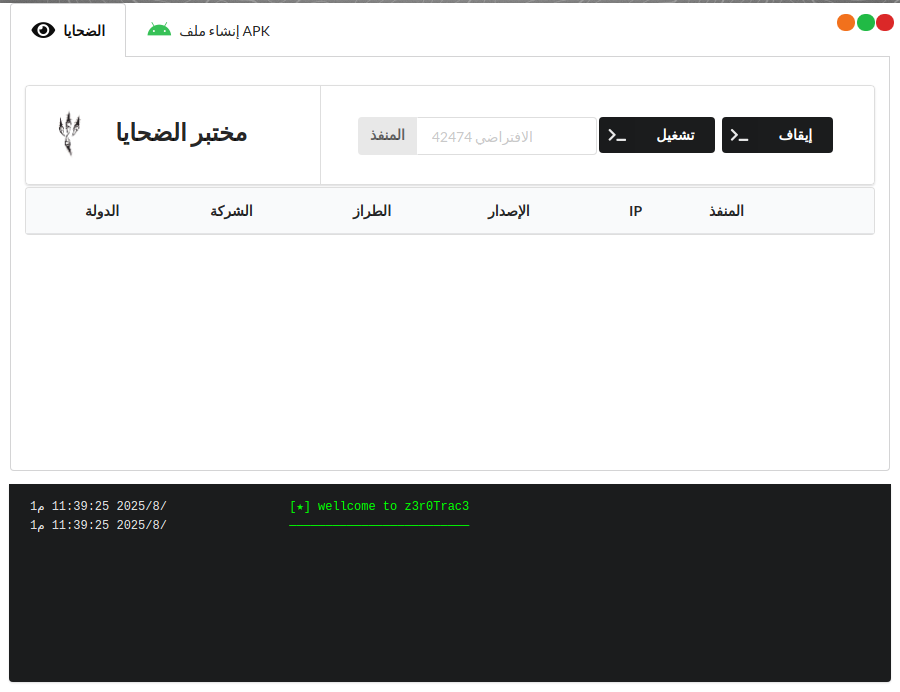 الضحايا
إنشاء ملف APK
مختبر الضحايا
المنفذ
الافتراضي 42474
تشغيل
إيقاف
الدولة الشركة الطراز الإصدار IP المنفذ
1م 11:39:25 2025/8/ [★] wellcome to z3r0Trac3
1م 11:39:25 2025/8/ —————————————————————————